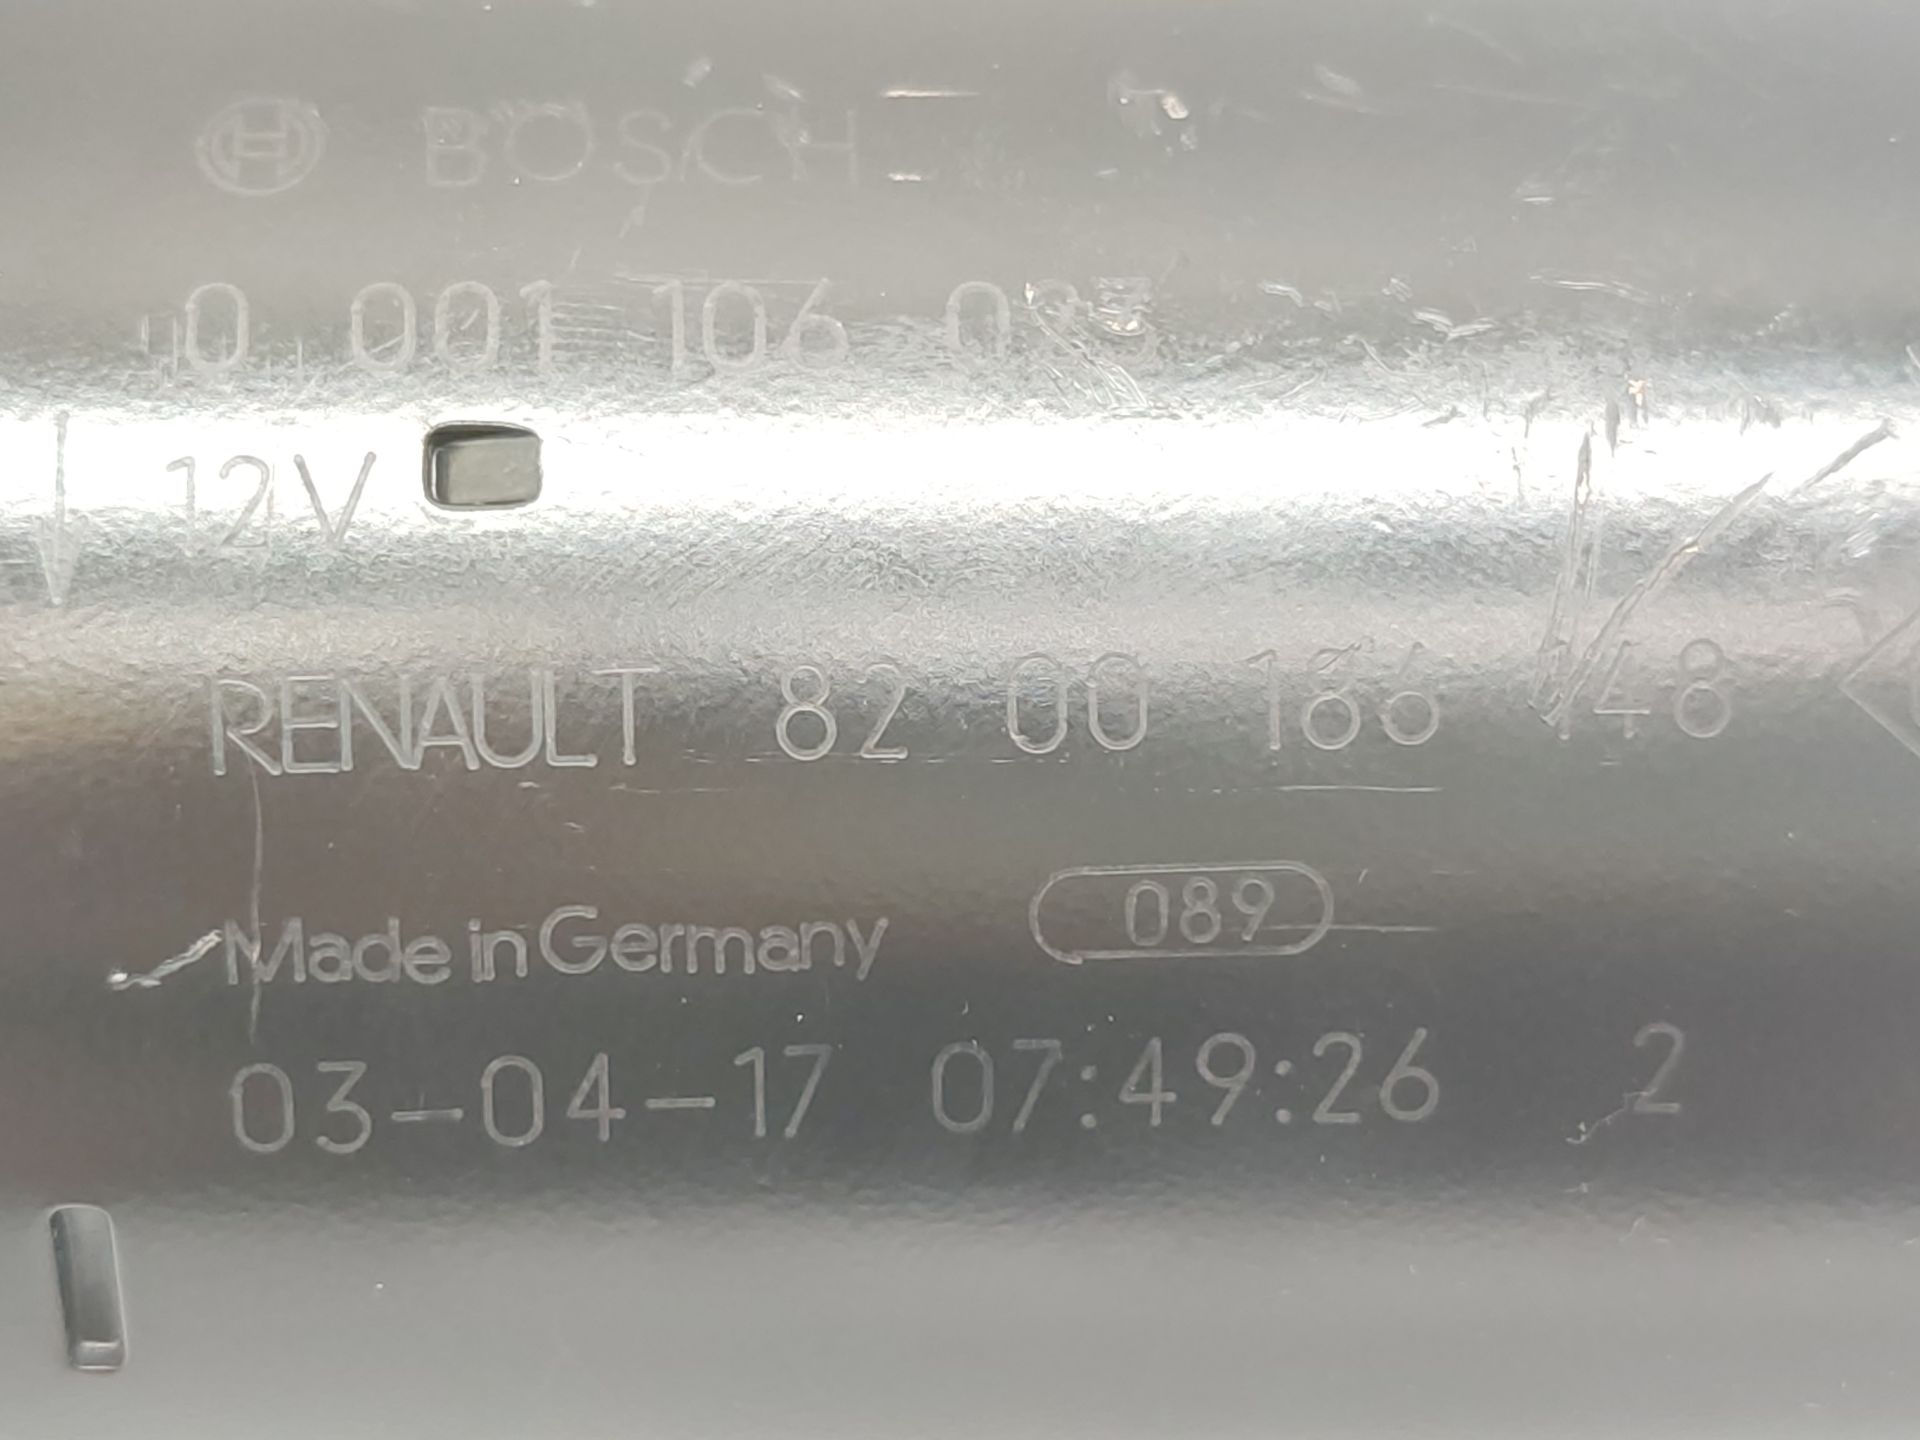 BOSCH
0 001 106
12V
RENAULT 82 00 186 148
Made in Germany 089
03-04-17 07:49:26 2